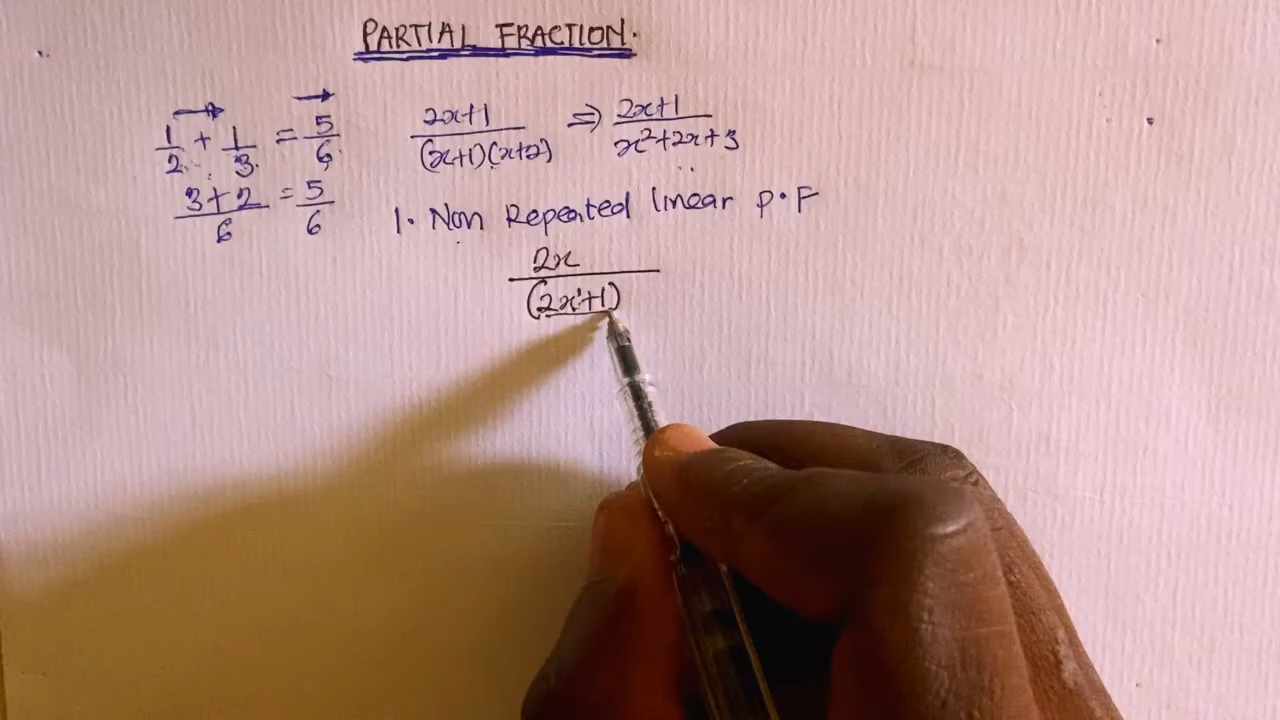 PARTIAL FRACTION.
1/2 + 1/3 = 5/6
3+2/6 = 5/6
2x+1/(x+1)(x+2) ⇒ 2x+1/x²+2x+3
1. Non Repeated linear P.F
2x/(2x¹+1)